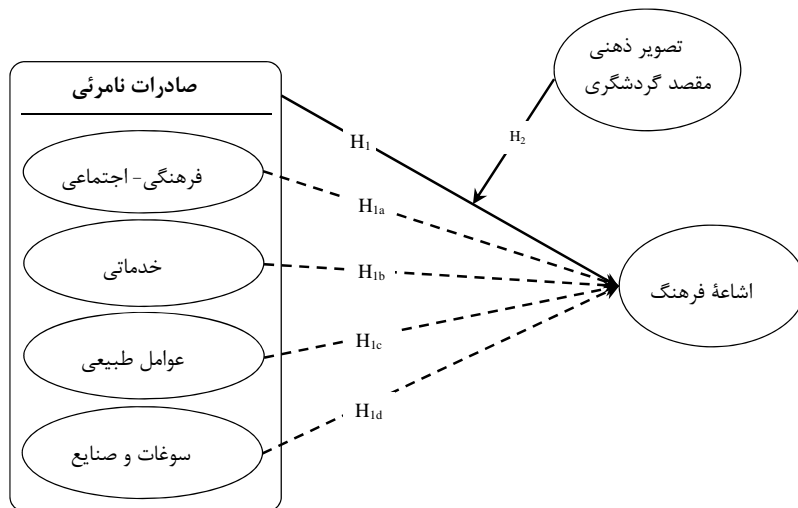 تصویر ذهنی
مقصد گردشگری
صادرات نامرئی
H1
H2
فرهنگی- اجتماعی
H1a
خدماتی
H1b
اشاعۀ فرهنگ
عوامل طبیعی
H1c
H1d
سوغات و صنایع